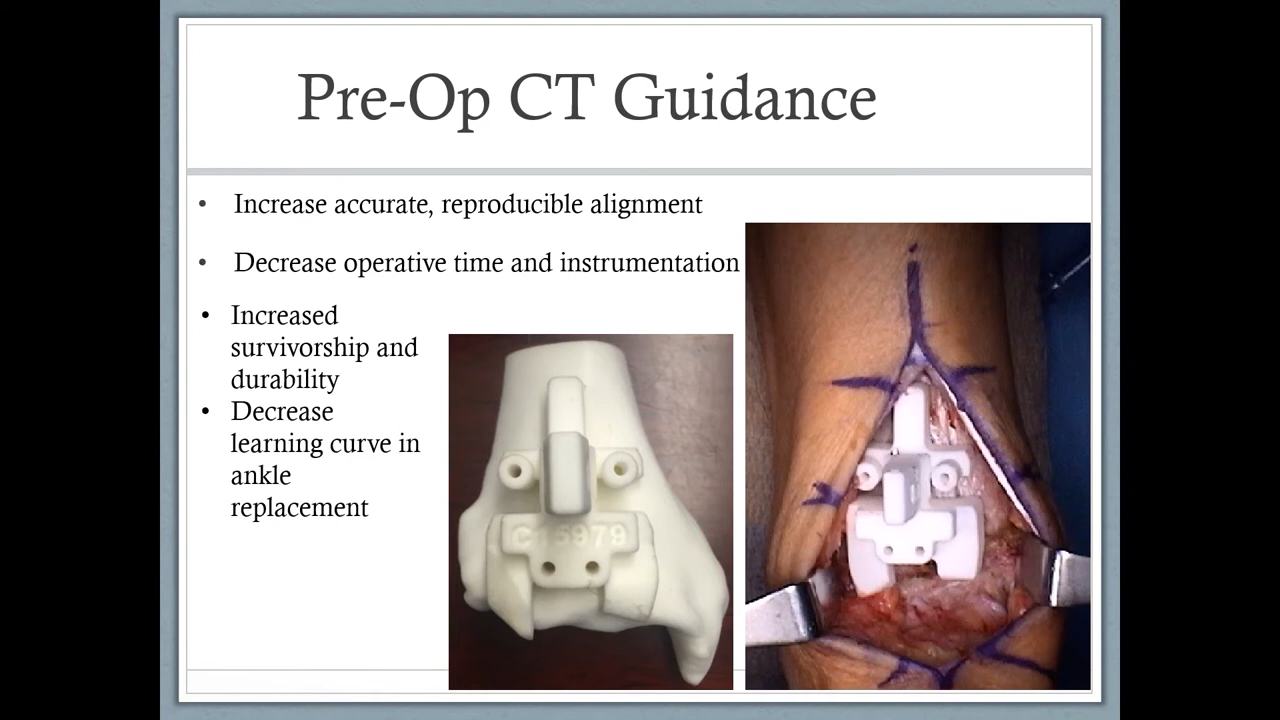 Pre-Op CT Guidance
• Increase accurate, reproducible alignment
• Decrease operative time and instrumentation
• Increased
survivorship and
durability
• Decrease
learning curve in
ankle
replacement